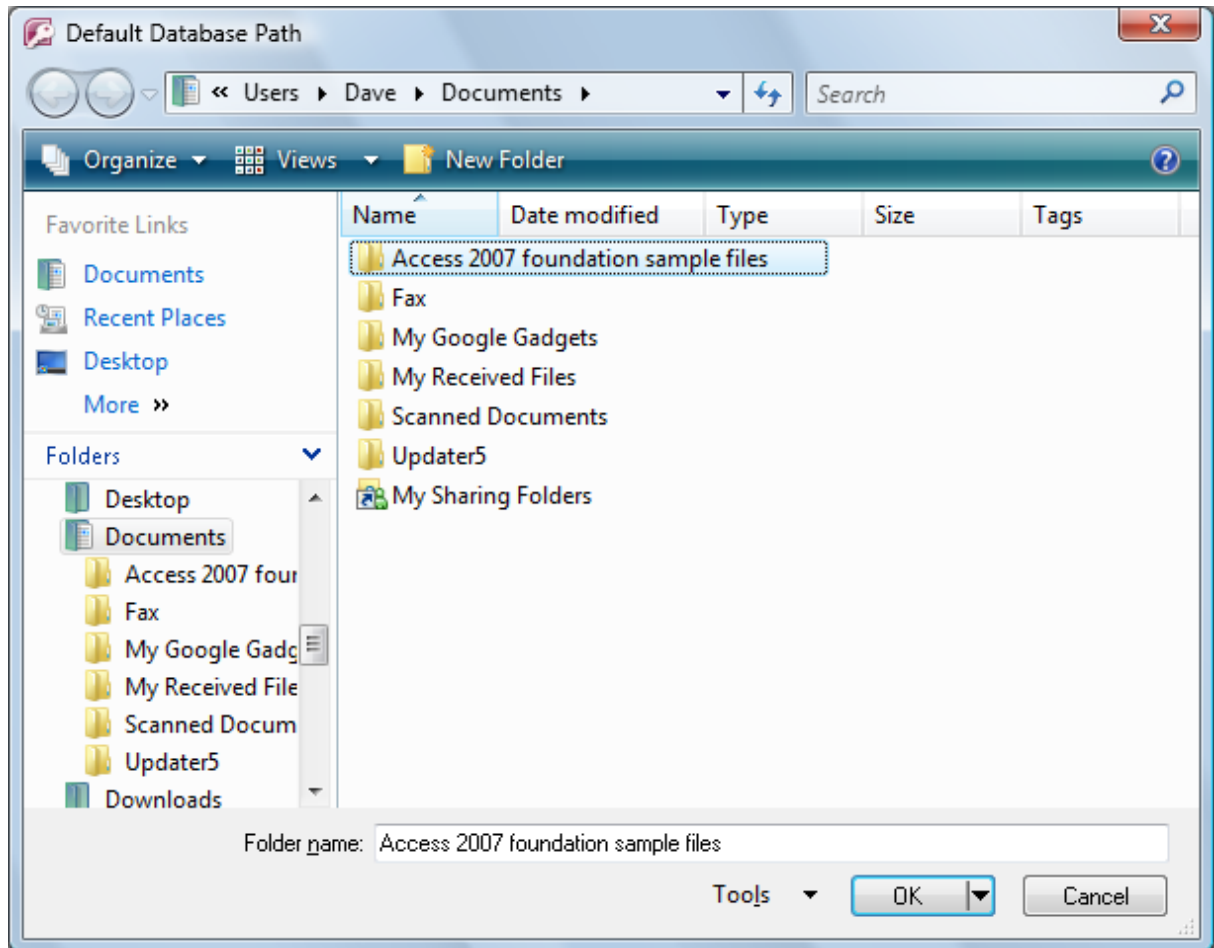 Default Database Path
« Users Dave Documents
Search
Organize Views New Folder
Favorite Links
Documents
Recent Places
Desktop
More »
Folders
Desktop
Documents
Access 2007 four
Fax
My Google Gadg
My Received File
Scanned Docum
Updater5
Downloads
Name Date modified Type Size Tags
Access 2007 foundation sample files
Fax
My Google Gadgets
My Received Files
Scanned Documents
Updater5
My Sharing Folders
Folder name: Access 2007 foundation sample files
Tools OK Cancel